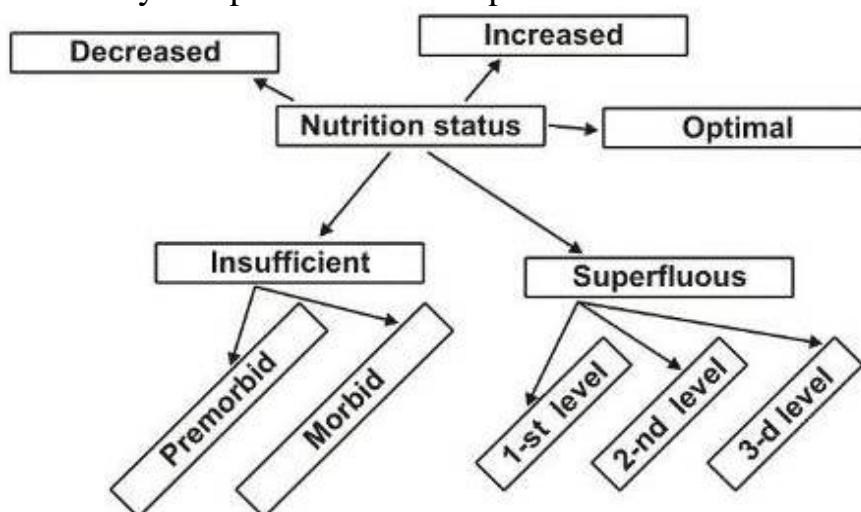 Increased
Decreased
Nutrition status
Optimal
Insufficient
Superfluous
Premorbid
Morbid
1-st level
2-nd level
3-d level